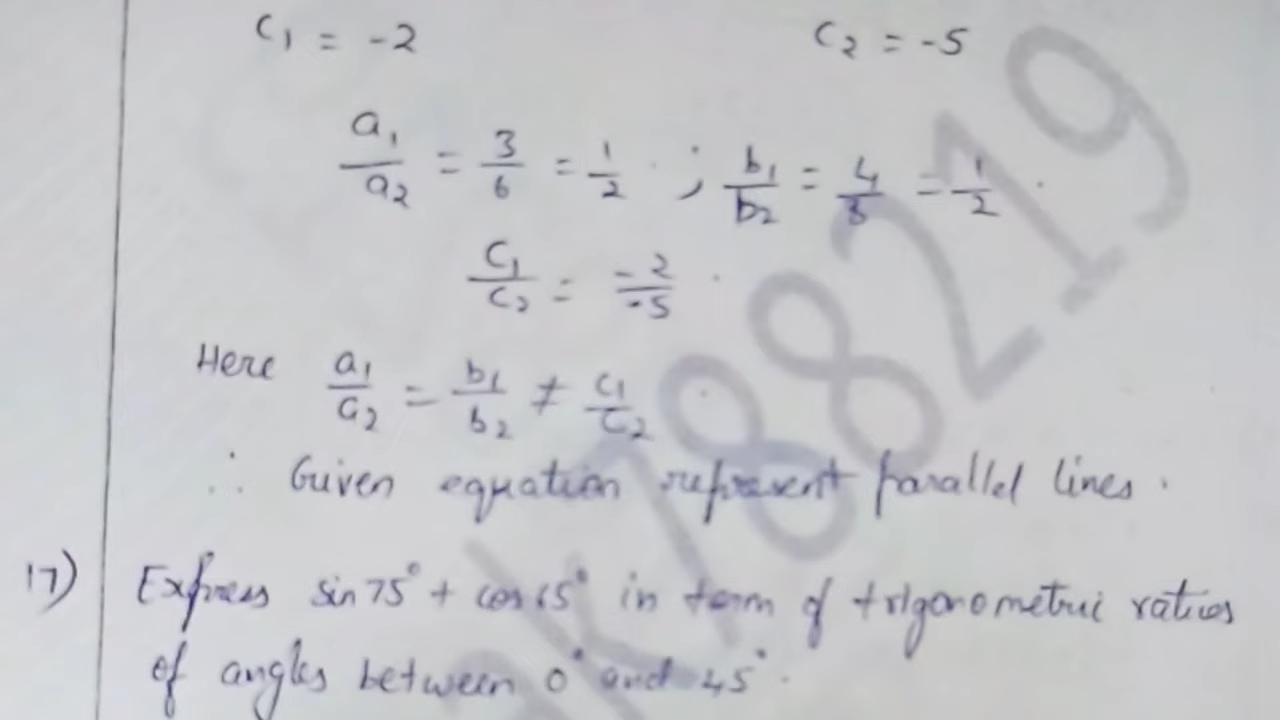 C₁ = -2 C₂ = -5
a₁/a₂ = 3/6 = 1/2 ; b₁/b₂ = 4/8 = 1/2
C₁/C₂ = -2/-5
Here a₁/a₂ = b₁/b₂ ≠ C₁/C₂
∴ Given equation represent parallel lines.
17) Express sin 75° + cos 65° in term of trigonometric ratios
of angles between 0° and 45°.